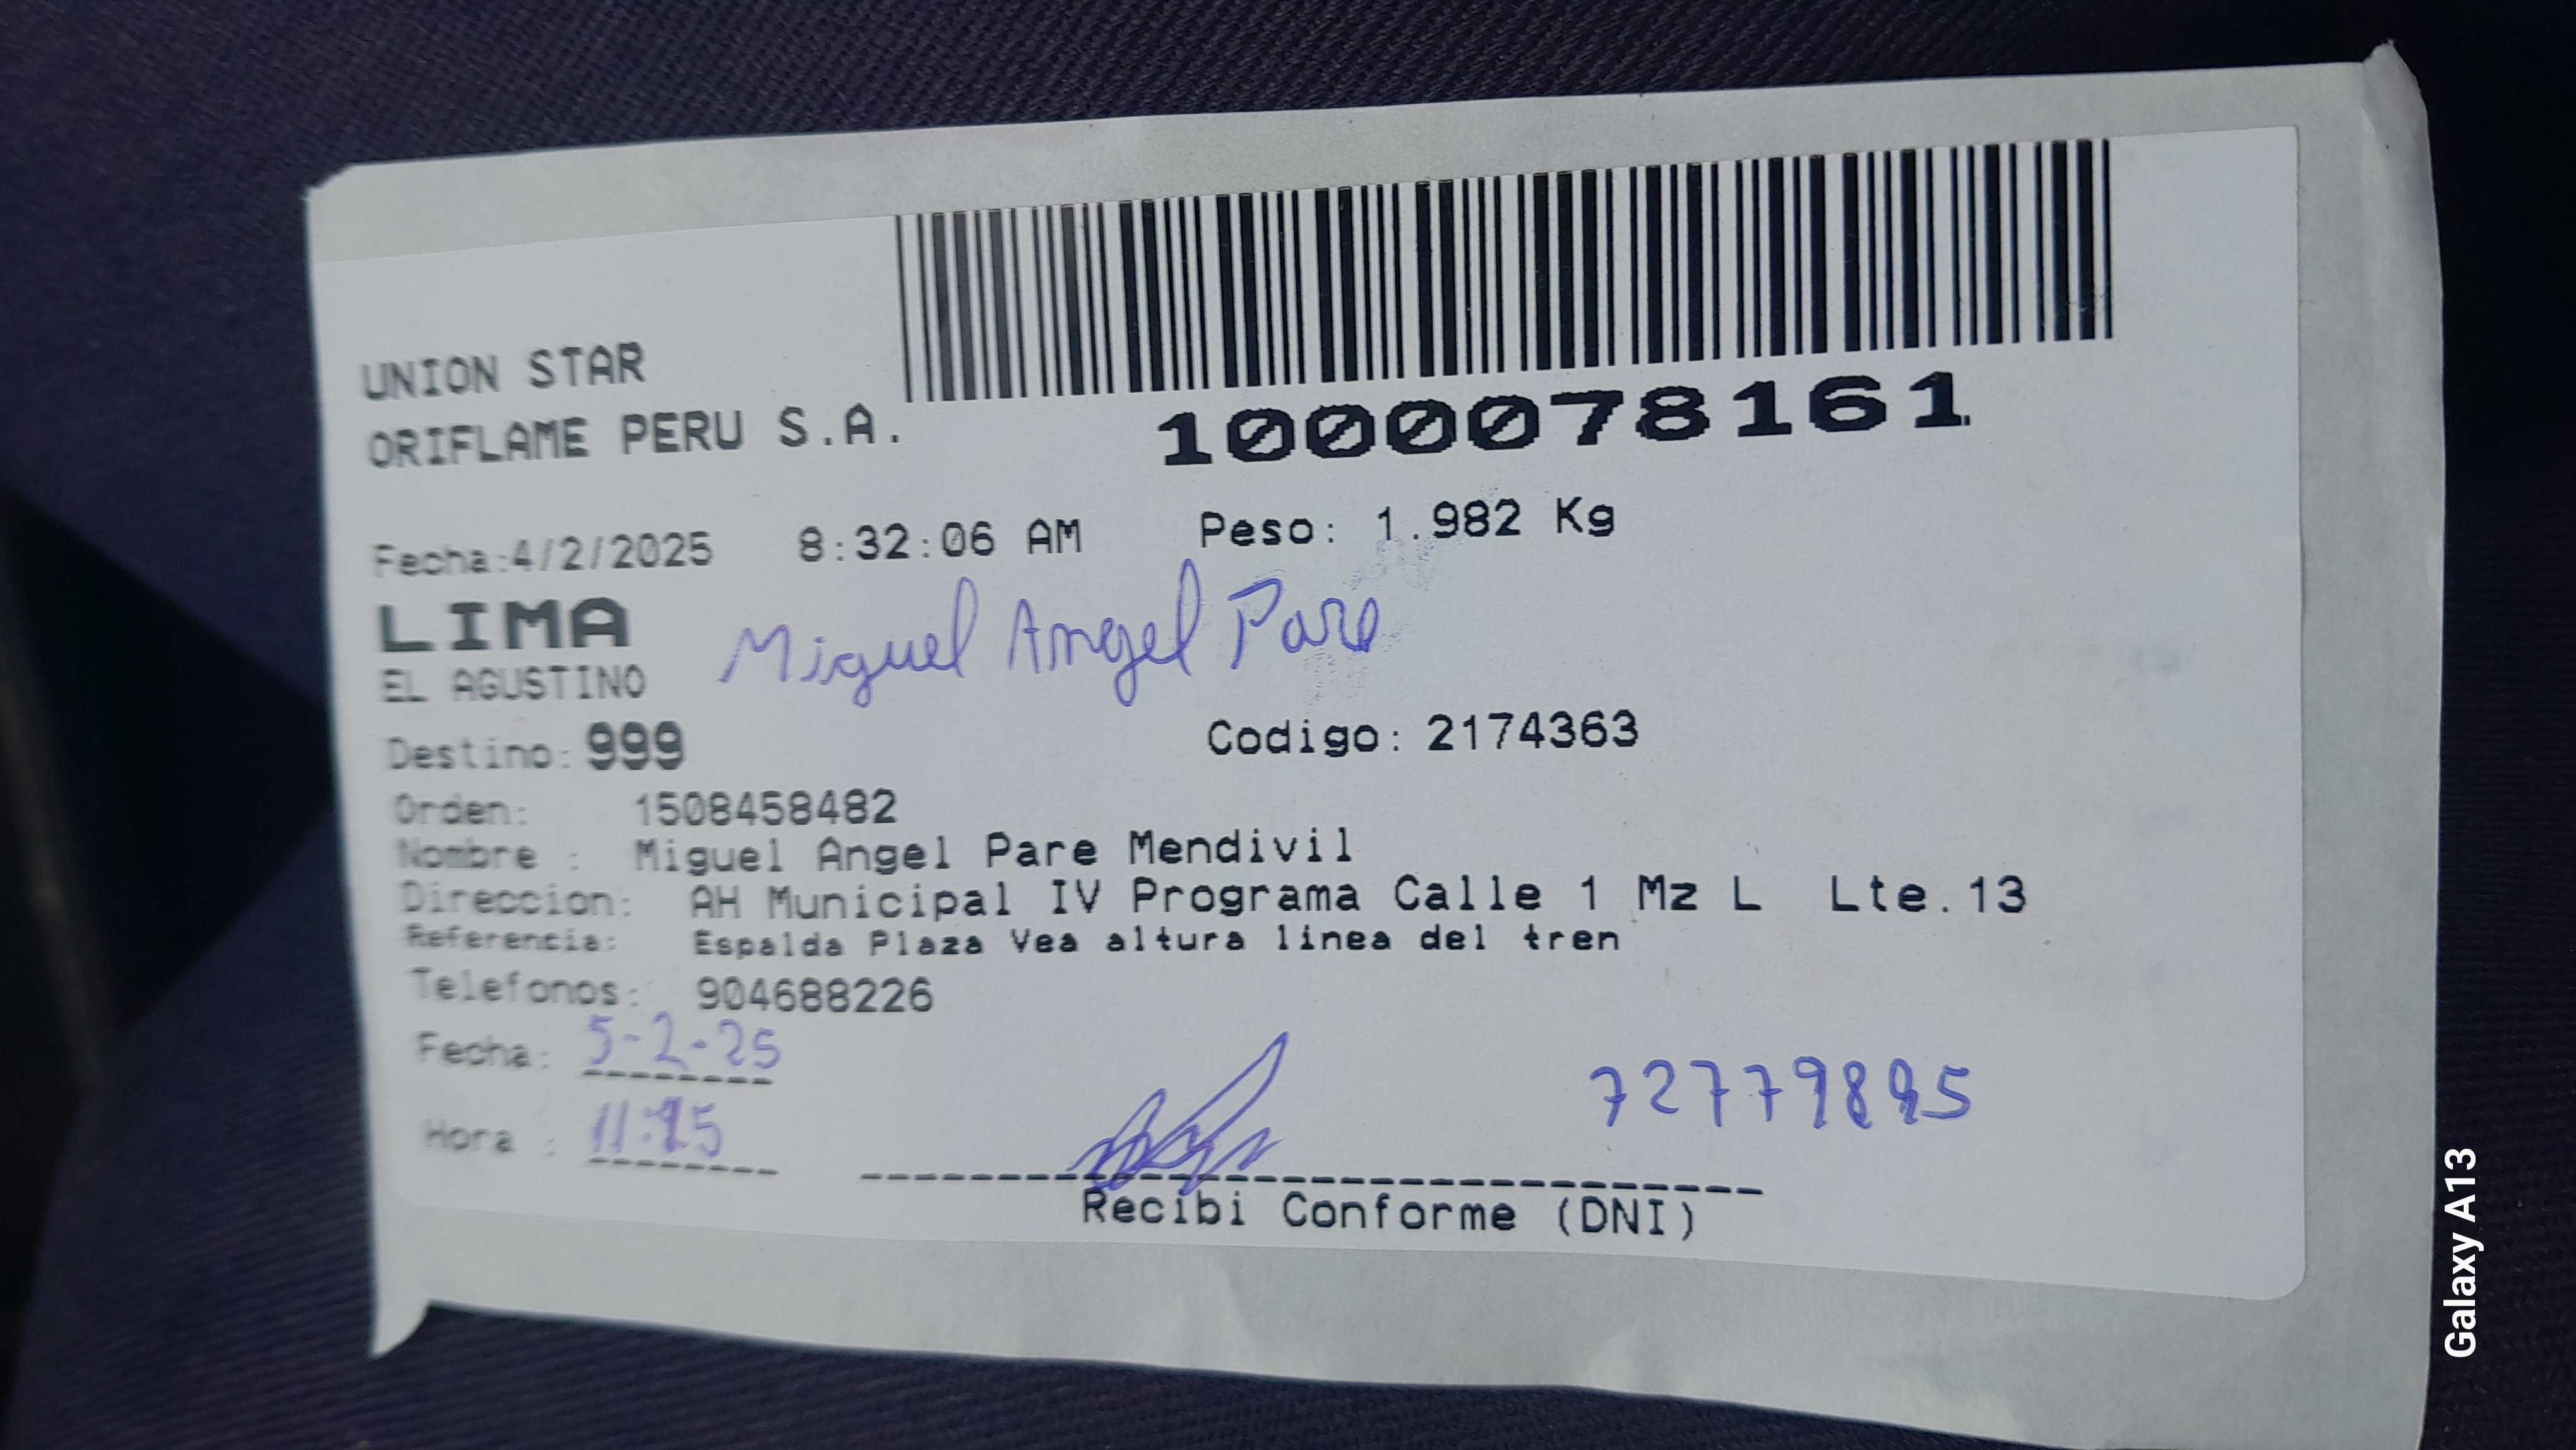 UNION STAR
ORIFLAME PERU S.A.
1000078161
Fecha:4/2/2025 8:32:06 AM Peso: 1.982 Kg
LIMA
EL AGUSTINO
Miguel Angel Pare
Destino: 999 Codigo: 2174363
Orden: 1508458482
Nombre : Miguel Angel Pare Mendivil
Direccion: AH Municipal IV Programa Calle 1 Mz L Lte.13
Referencia: Espalda Plaza Vea altura linea del tren
Telefonos: 904688226
Fecha: 5-2-25
Hora :
Recibi Conforme (DNI)
Galaxy A13